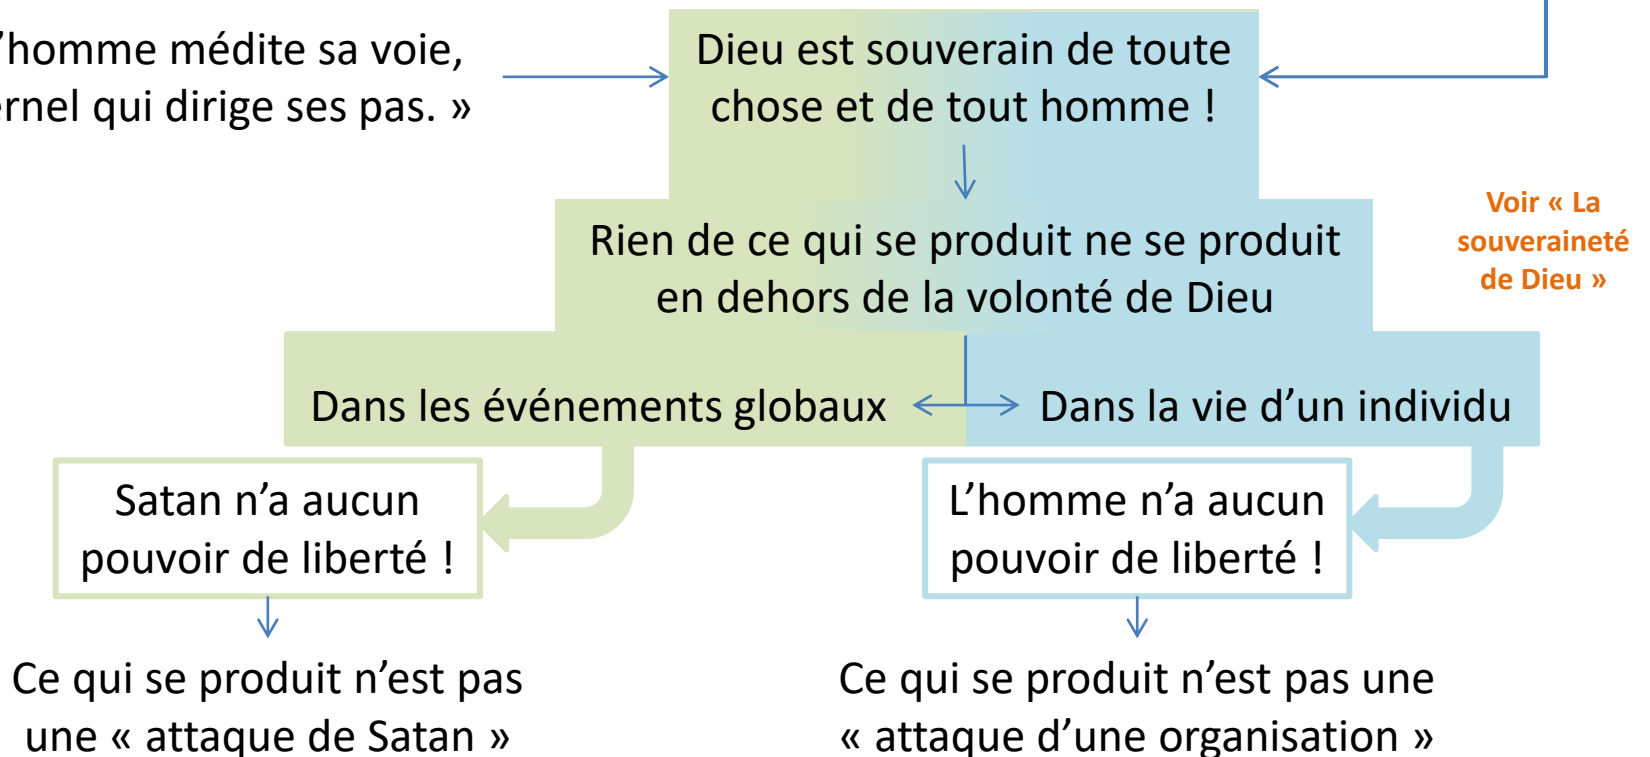 ’homme médite sa voie,
ernel qui dirige ses pas. »
Dieu est souverain de toute
chose et de tout homme !
Rien de ce qui se produit ne se produit
en dehors de la volonté de Dieu
Voir « La
souveraineté
de Dieu »
Dans les événements globaux
Dans la vie d’un individu
Satan n’a aucun
pouvoir de liberté !
L’homme n’a aucun
pouvoir de liberté !
Ce qui se produit n’est pas
une « attaque de Satan »
Ce qui se produit n’est pas une
« attaque d’une organisation »